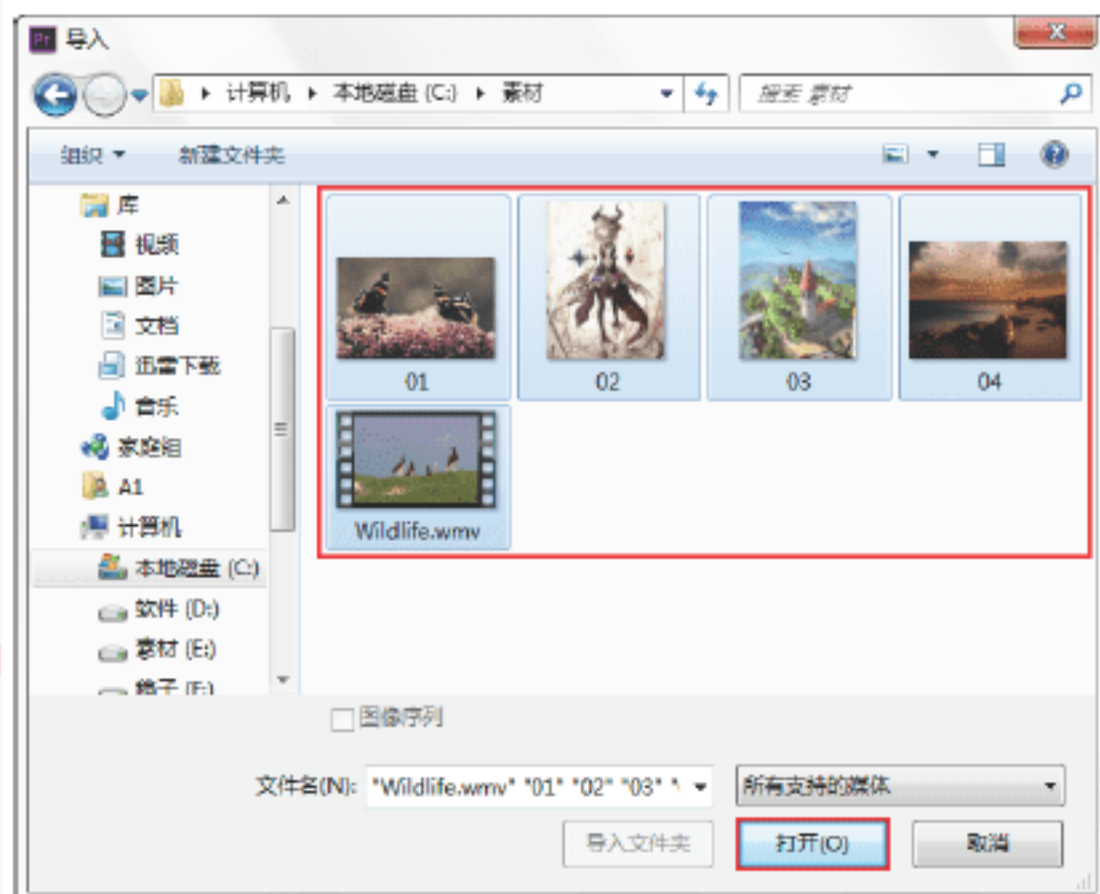 Pr 导入
计算机 本地磁盘 (C:) 素材
搜索 素材
组织 新建文件夹
库
视频
图片
文档
迅雷下载
音乐
家庭组
A1
计算机
本地磁盘 (C:)
软件 (D:)
素材 (E:)
稿子 (F:)
01
02
03
04
Wildlife.wmv
图像序列
文件名(N): "Wildlife.wmv" "01" "02" "03" "
所有支持的媒体
导入文件夹
打开(O)
取消